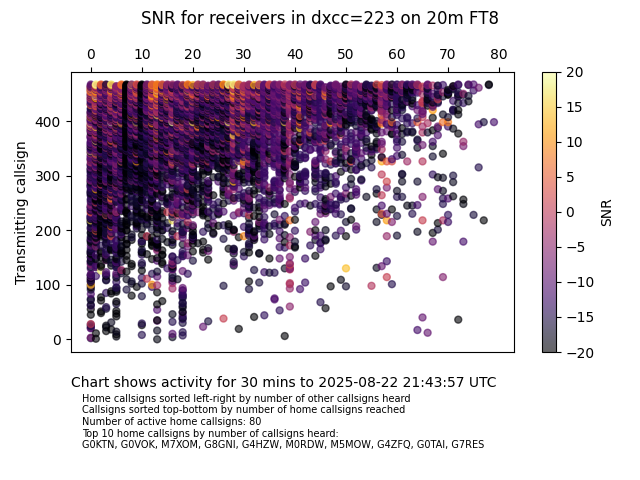 SNR for receivers in dxcc=223 on 20m FT8
0 10 20 30 40 50 60 70 80
400
300
200
100
0
Transmitting callsign
20
15
10
5
0
−5
−10
−15
−20
SNR
Chart shows activity for 30 mins to 2025-08-22 21:43:57 UTC
Home callsigns sorted left-right by number of other callsigns heard
Callsigns sorted top-bottom by number of home callsigns reached
Number of active home callsigns: 80
Top 10 home callsigns by number of callsigns heard:
G0KTN, G0VOK, M7XOM, G8GNI, G4HZW, M0RDW, M5MOW, G4ZFQ, G0TAI, G7RES